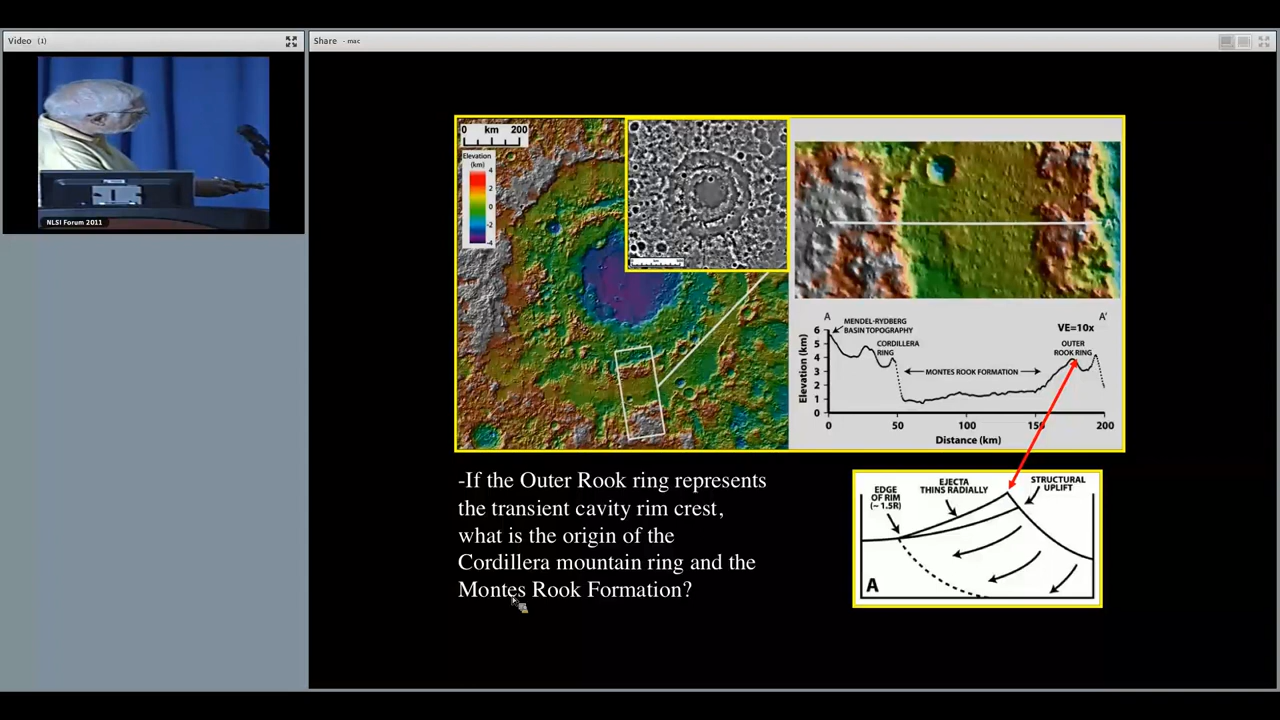 Video (1)
Share - mac
NLSI Forum 2011
0 km 200
Elevation
(km)
4
2
0
-2
-4
A
A'
A
A'
MENDEL-RYDBERG
BASIN TOPOGRAPHY
CORDILLERA
RING
VE=10x
OUTER
ROOK RING
MONTES ROOK FORMATION
Elevation (km)
6
5
4
3
2
1
0
0 50 100 150 200
Distance (km)
-If the Outer Rook ring represents
the transient cavity rim crest,
what is the origin of the
Cordillera mountain ring and the
Montes Rook Formation?
EDGE
OF RIM
(~ 1.5R)
EJECTA
THINS RADIALLY
STRUCTURAL
UPLIFT
A